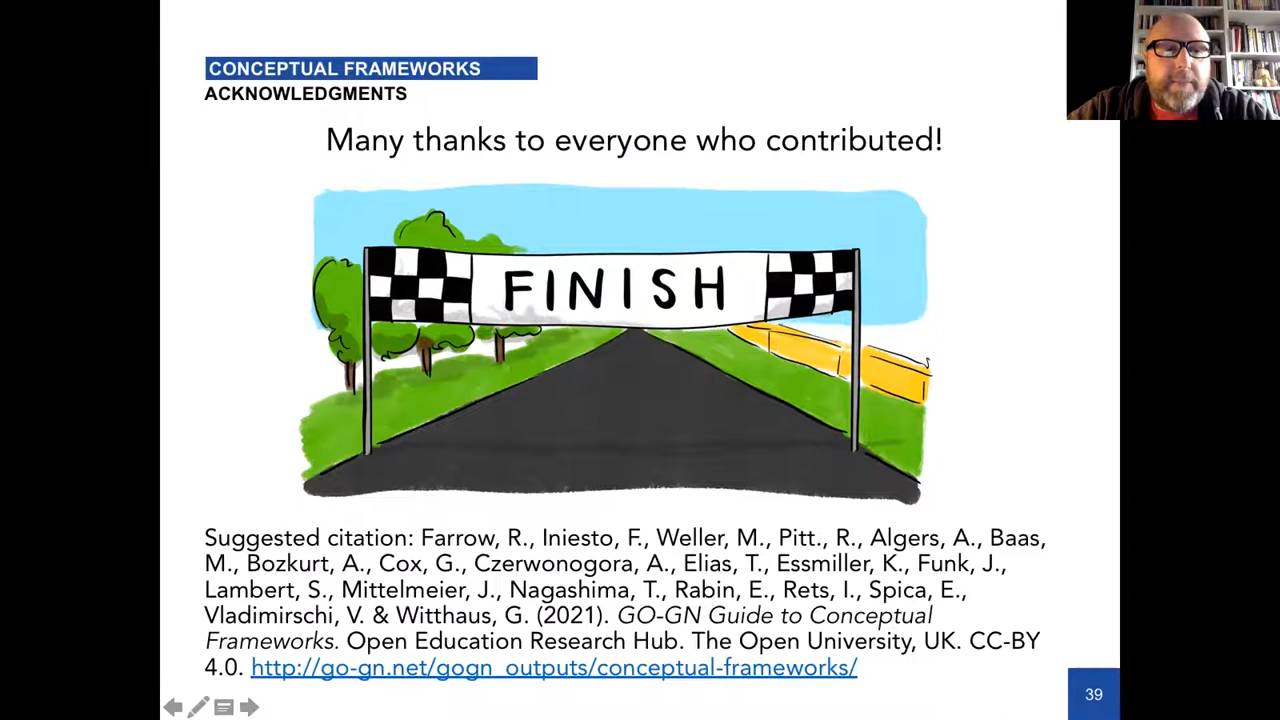 CONCEPTUAL FRAMEWORKS
ACKNOWLEDGMENTS
Many thanks to everyone who contributed!
FINISH
Suggested citation: Farrow, R., Iniesto, F., Weller, M., Pitt., R., Algers, A., Baas,
M., Bozkurt, A., Cox, G., Czerwonogora, A., Elias, T., Essmiller, K., Funk, J.,
Lambert, S., Mittelmeier, J., Nagashima, T., Rabin, E., Rets, I., Spica, E.,
Vladimirschi, V. & Witthaus, G. (2021). GO-GN Guide to Conceptual
Frameworks. Open Education Research Hub. The Open University, UK. CC-BY
4.0. http://go-gn.net/gogn_outputs/conceptual-frameworks/
39